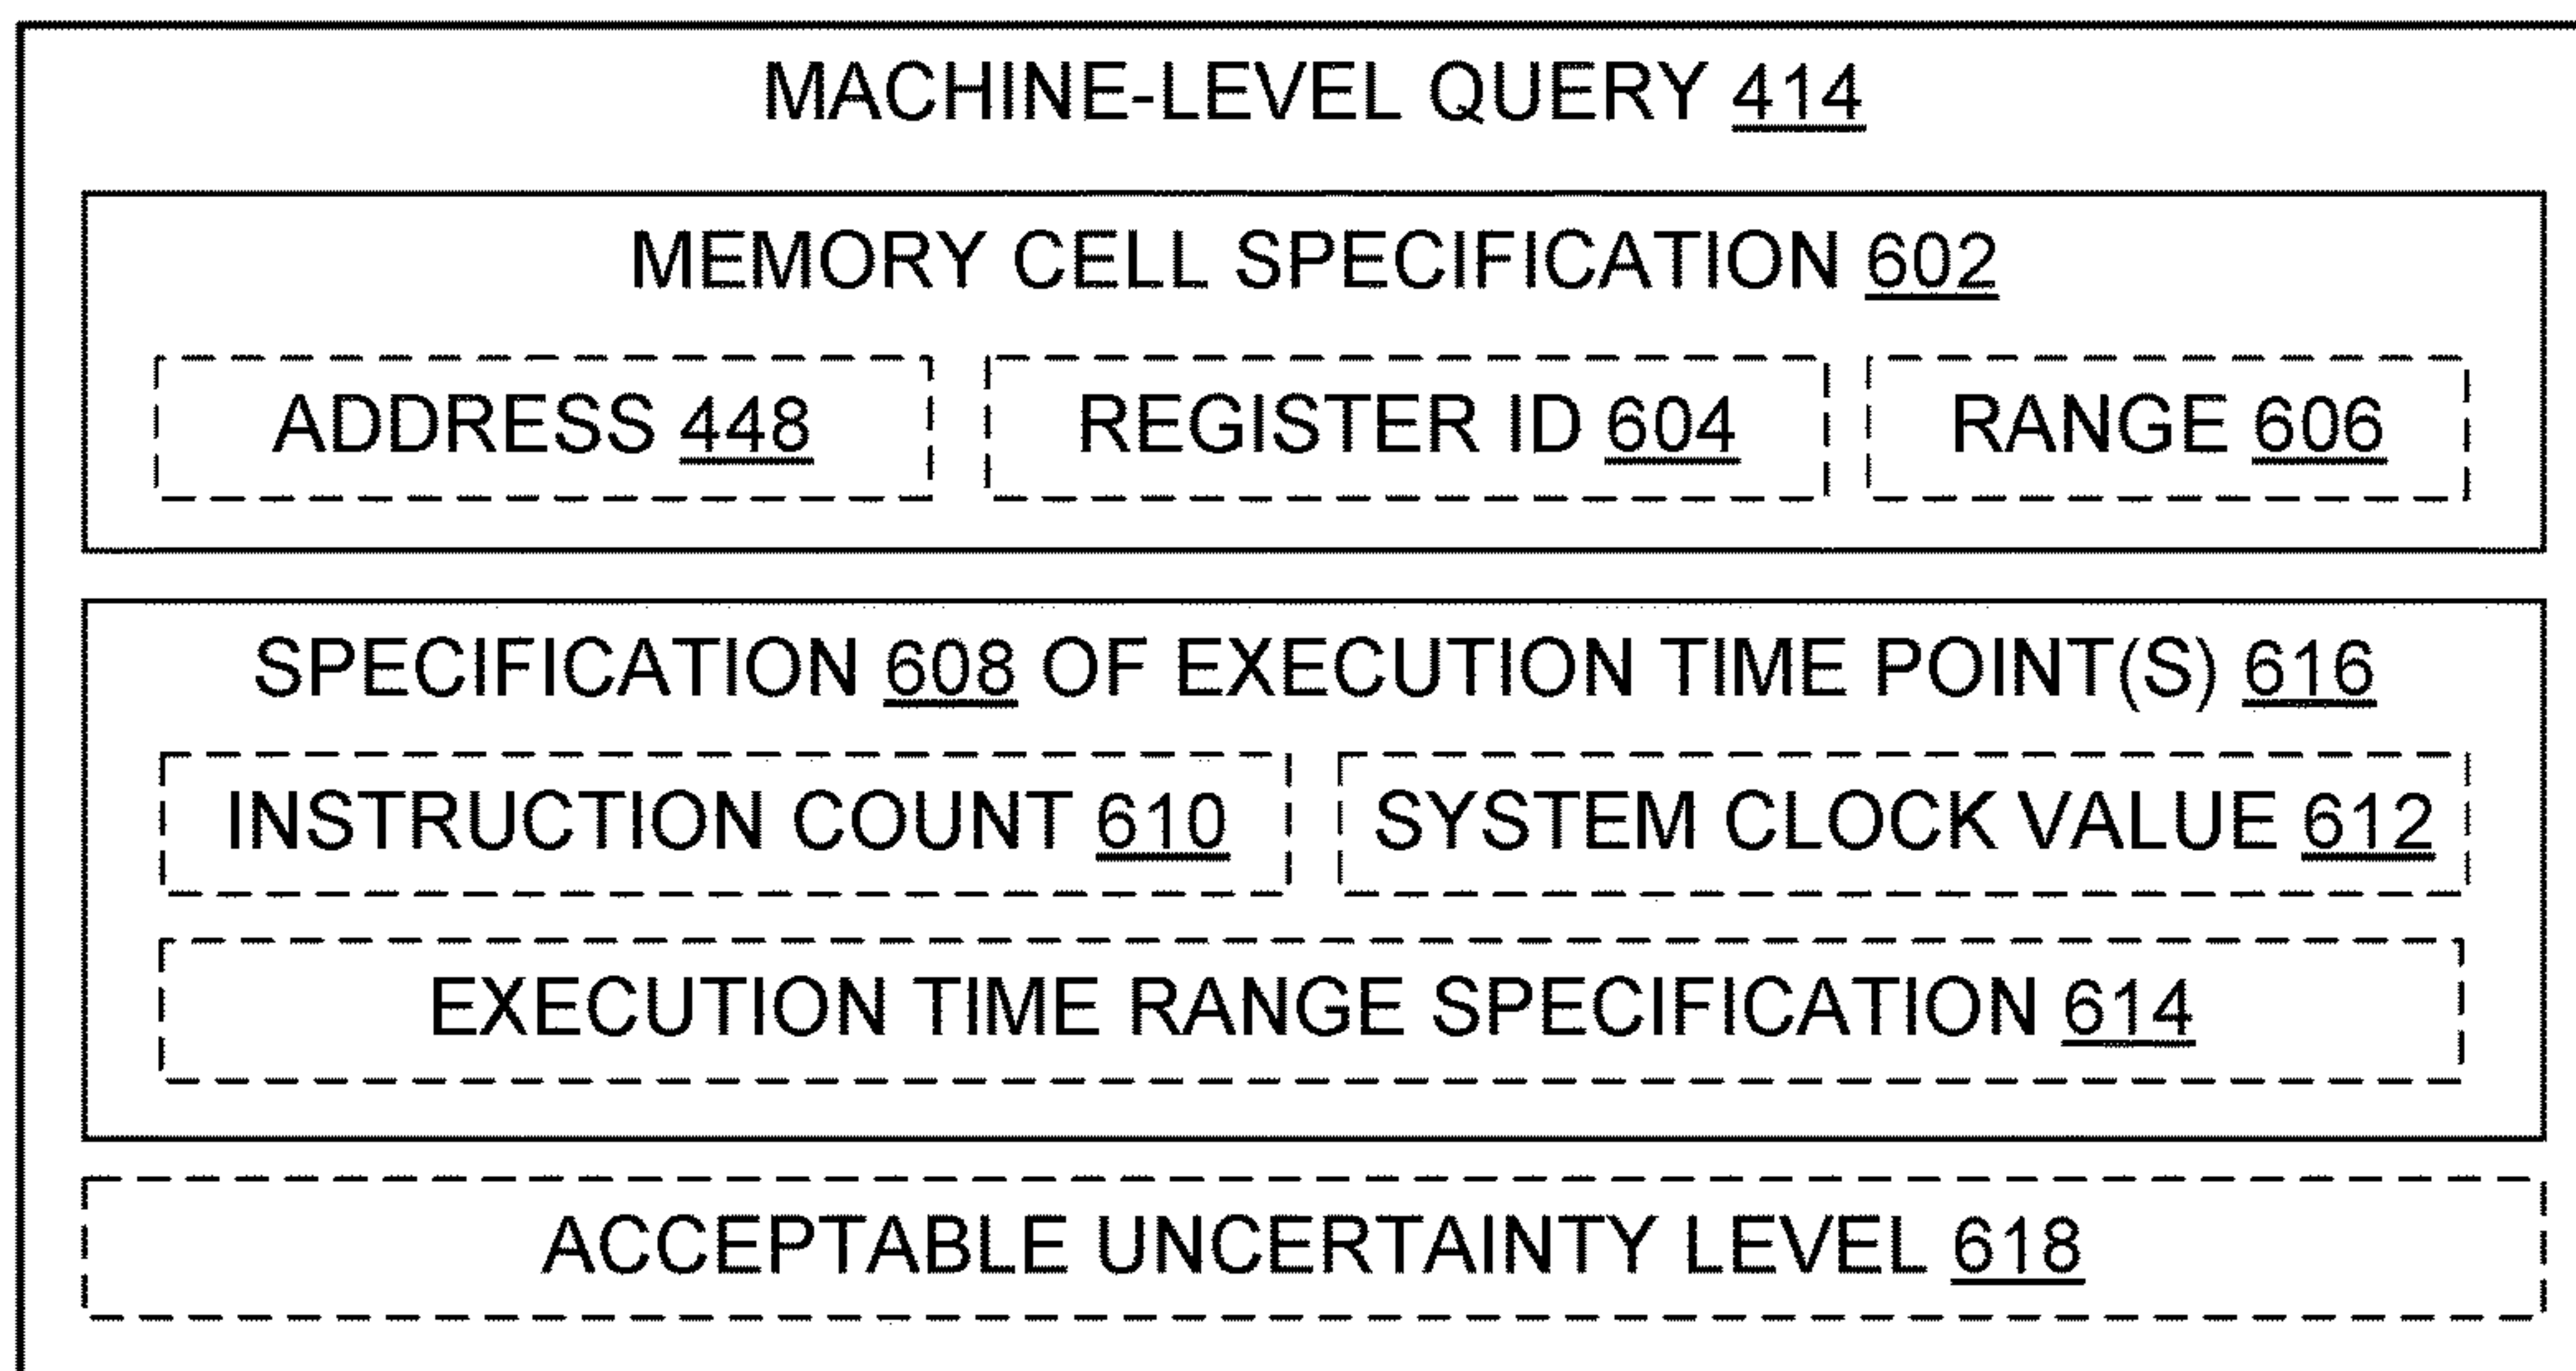 MACHINE-LEVEL QUERY 414
MEMORY CELL SPECIFICATION 602
ADDRESS 448 REGISTER ID 604 RANGE 606
SPECIFICATION 608 OF EXECUTION TIME POINT(S) 616
INSTRUCTION COUNT 610 SYSTEM CLOCK VALUE 612
EXECUTION TIME RANGE SPECIFICATION 614
ACCEPTABLE UNCERTAINTY LEVEL 618